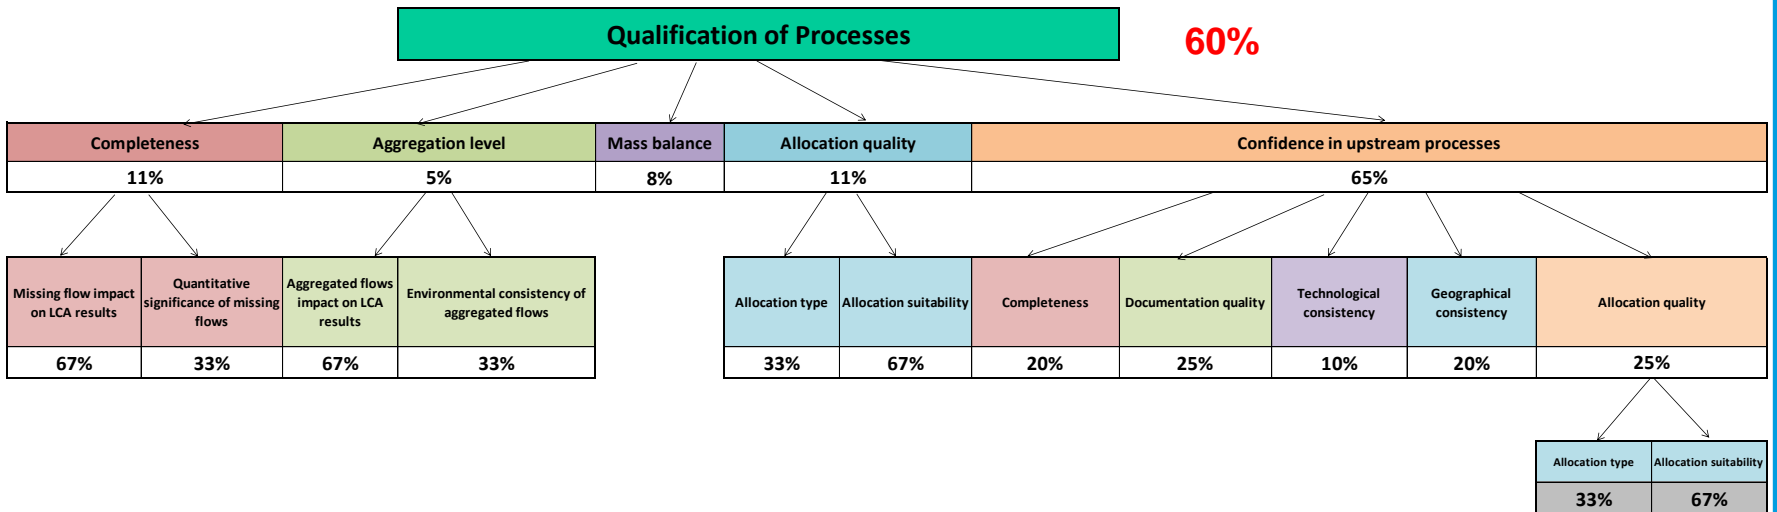 Qualification of Processes
60%
Completeness
Aggregation level
Mass balance
Allocation quality
Confidence in upstream processes
11%
5%
8%
11%
65%
Missing flow impact
on LCA results
Quantitative
significance of missing
flows
Aggregated flows
impact on LCA
results
Environmental consistency of
aggregated flows
Allocation type
Allocation suitability
Completeness
Documentation quality
Technological
consistency
Geographical
consistency
Allocation quality
67%
33%
67%
33%
33%
67%
20%
25%
10%
20%
25%
Allocation type
Allocation suitability
33%
67%